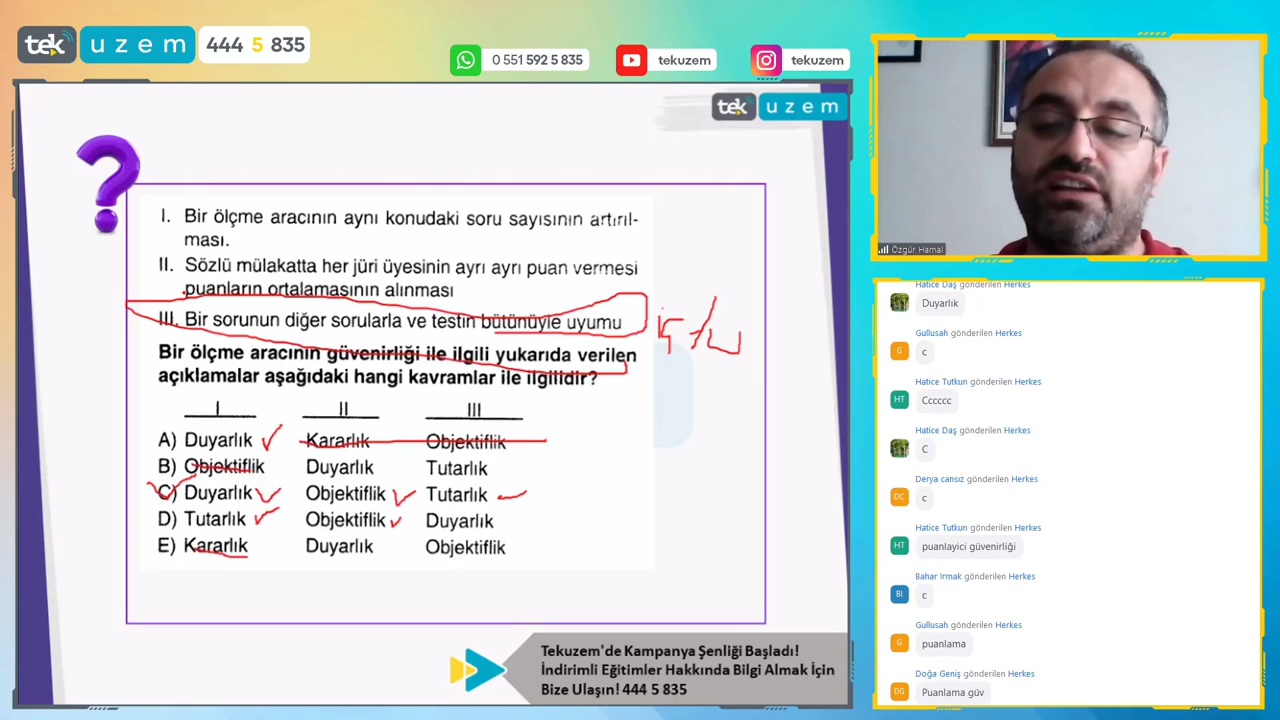 tek uzem 444 5 835
0 551 592 5 835
tekuzem
tekuzem
tek uzem
I. Bir ölçme aracının aynı konudaki soru sayısının artırıl-
ması.
II. Sözlü mülakatta her jüri üyesinin ayrı ayrı puan vermesi
puanların ortalamasının alınması
III. Bir sorunun diğer sorularla ve testin bütünüyle uyumu
Bir ölçme aracının güvenirliği ile ilgili yukarıda verilen
açıklamalar aşağıdaki hangi kavramlar ile ilgilidir?
I II III
A) Duyarlık Kararlık Objektiflik
B) Objektiflik Duyarlık Tutarlık
C) Duyarlık Objektiflik Tutarlık
D) Tutarlık Objektiflik Duyarlık
E) Kararlık Duyarlık Objektiflik
Tekuzem'de Kampanya Şenliği Başladı!
İndirimli Eğitimler Hakkında Bilgi Almak İçin
Bize Ulaşın! 444 5 835
Özgür Hamal
Hatice Daş gönderilen Herkes
Duyarlık
Gullusah gönderilen Herkes
G c
Hatice Tutkun gönderilen Herkes
HT Cccccc
Hatice Daş gönderilen Herkes
C
Derya cansız gönderilen Herkes
DC c
Hatice Tutkun gönderilen Herkes
HT puanlayici güvenirliği
Bahar Irmak gönderilen Herkes
BI c
Gullusah gönderilen Herkes
G puanlama
Doğa Geniş gönderilen Herkes
DG Puanlama güv